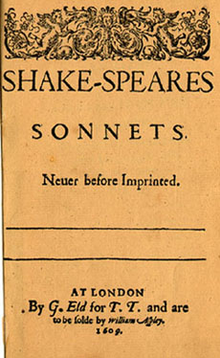 SHAKE-SPEARES
SONNETS.
Neuer before Imprinted.
AT LONDON
By G. Eld for T. T. and are
to be solde by William Aspley.
1609.